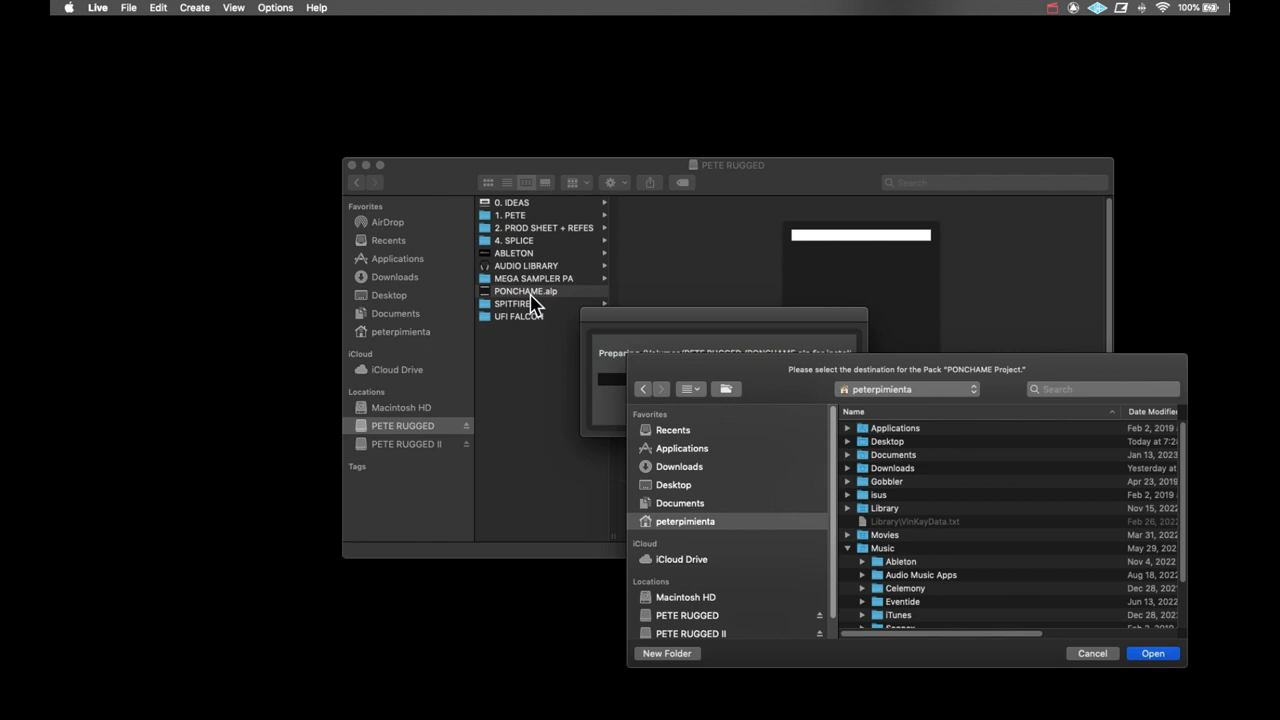 Live File Edit Create View Options Help
100%
PETE RUGGED
Search
Favorites
AirDrop
Recents
Applications
Downloads
Desktop
Documents
peterpimienta
iCloud
iCloud Drive
Locations
Macintosh HD
PETE RUGGED
PETE RUGGED II
Tags
0. IDEAS
1. PETE
2. PROD SHEET + REFES
4. SPLICE
ABLETON
AUDIO LIBRARY
MEGA SAMPLER PA
PONCHAME.alp
SPITFIRE
UFI FALCON
Preparing
Please select the destination for the Pack “PONCHAME Project.”
peterpimienta
Search
Favorites
Recents
Applications
Downloads
Desktop
Documents
peterpimienta
iCloud
iCloud Drive
Locations
Macintosh HD
PETE RUGGED
PETE RUGGED II
Name Date Modified
Applications Feb 2, 2019
Desktop Today at 7:2
Documents Jan 13, 2023
Downloads Yesterday at
Gobbler Apr 23, 2019
isus Feb 2, 2019
Library Nov 15, 2022
Library\VinKayData.txt Feb 26, 202
Movies Mar 31, 2022
Music May 29, 202
Ableton Nov 4, 2022
Audio Music Apps Aug 18, 2022
Celemony Dec 28, 202
Eventide Jun 13, 2022
iTunes Dec 28, 202
New Folder Cancel Open